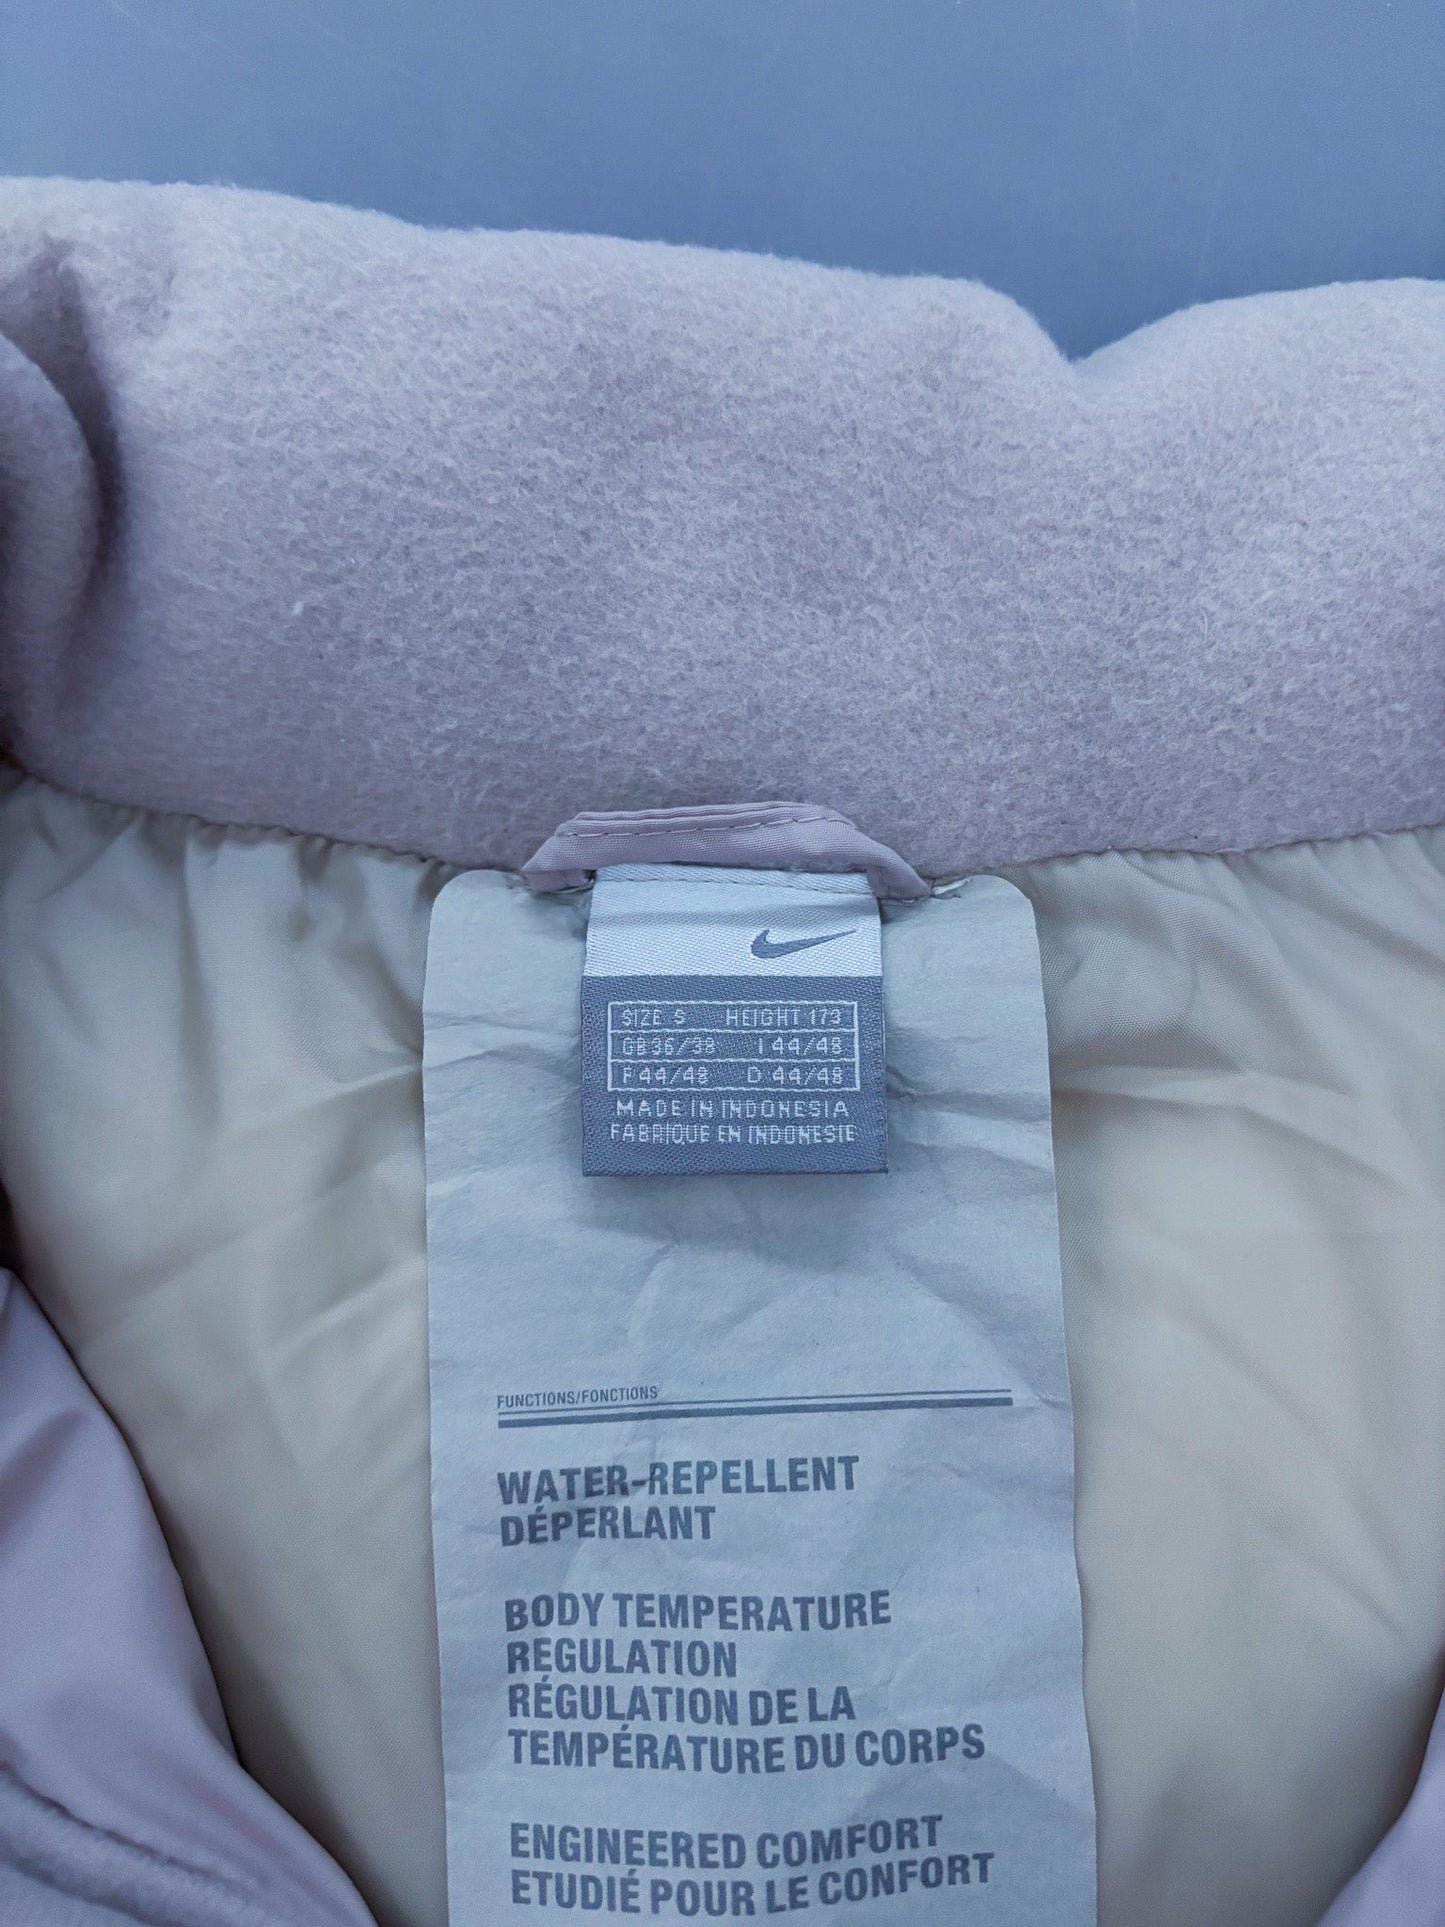 SIZE S HEIGHT 173
GB 36/38 I 44/48
F 44/48 D 44/48
MADE IN INDONESIA
FABRIQUE EN INDONESIE
FUNCTIONS/FONCTIONS
WATER-REPELLENT
DÉPERLANT
BODY TEMPERATURE
REGULATION
RÉGULATION DE LA
TEMPÉRATURE DU CORPS
ENGINEERED COMFORT
ETUDIÉ POUR LE CONFORT